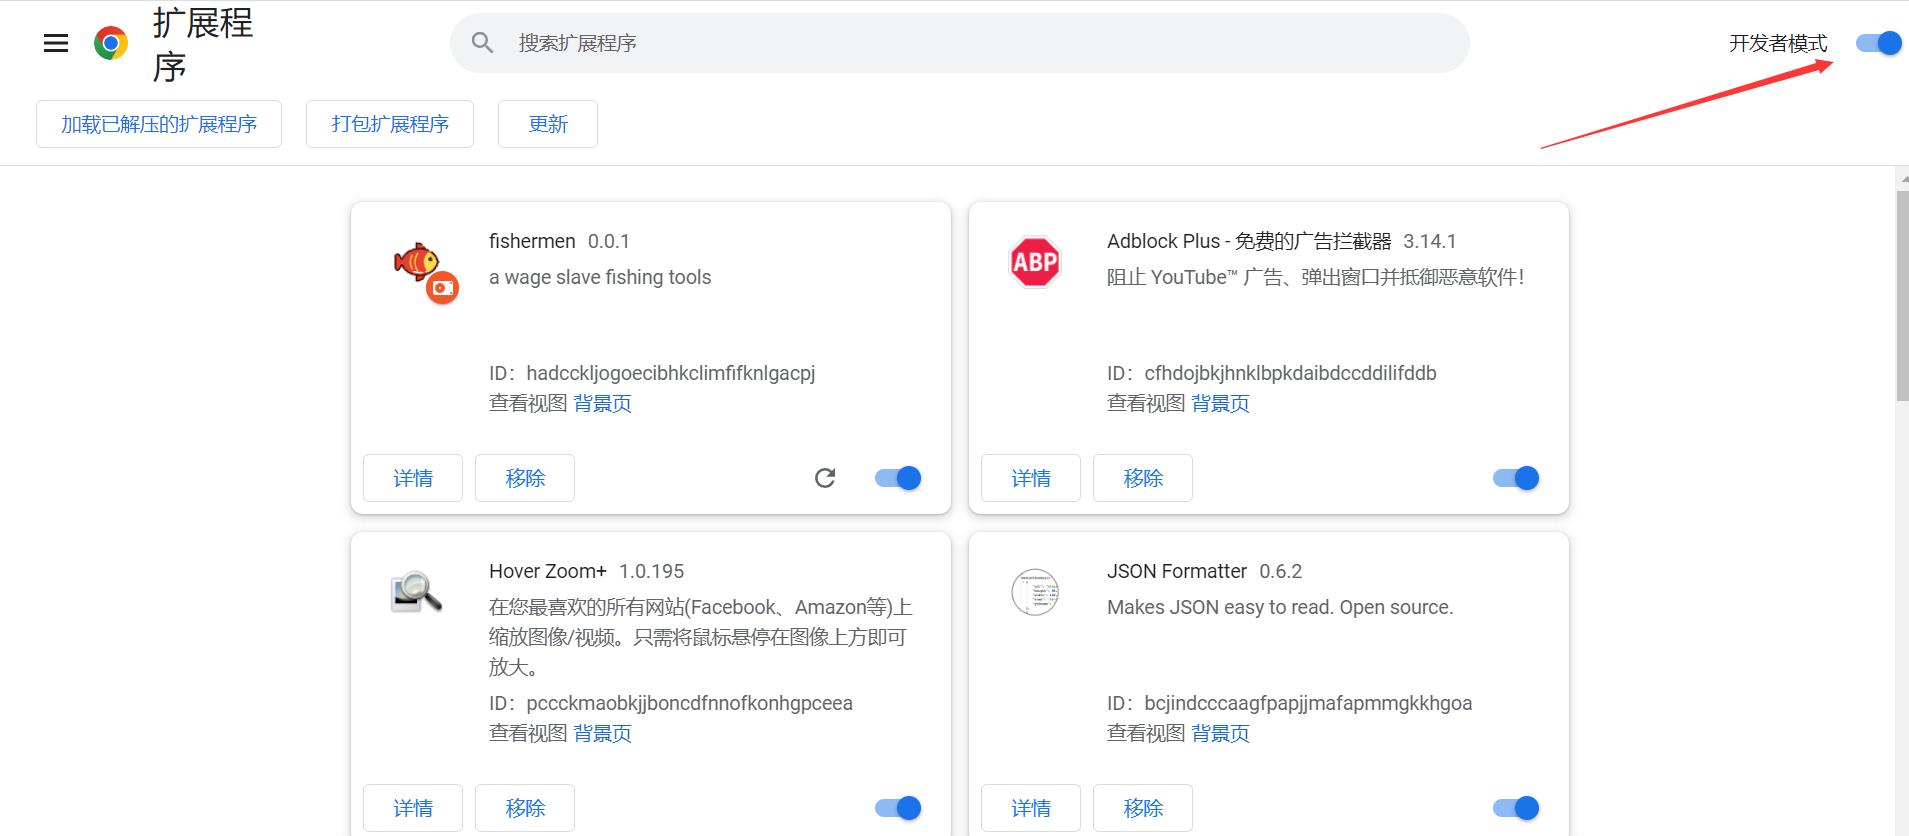 扩展程
序
搜索扩展程序
开发者模式
加载已解压的扩展程序
打包扩展程序
更新
fishermen 0.0.1
a wage slave fishing tools
ID：hadcckljogoecibhkclimfifknlgacpj
查看视图 背景页
详情
移除
ABP
Adblock Plus - 免费的广告拦截器 3.14.1
阻止 YouTube™ 广告、弹出窗口并抵御恶意软件！
ID：cfhdojbkjhnklbpkdaibdccddilifddb
查看视图 背景页
详情
移除
Hover Zoom+ 1.0.195
在您最喜欢的所有网站(Facebook、Amazon等)上
缩放图像/视频。只需将鼠标悬停在图像上方即可
放大。
ID：pccckmaobkjjboncdfnnofkonhgpceea
查看视图 背景页
详情
移除
JSON Formatter 0.6.2
Makes JSON easy to read. Open source.
ID：bcjindcccaagfpapjjmafapmmgkkhgoa
查看视图 背景页
详情
移除